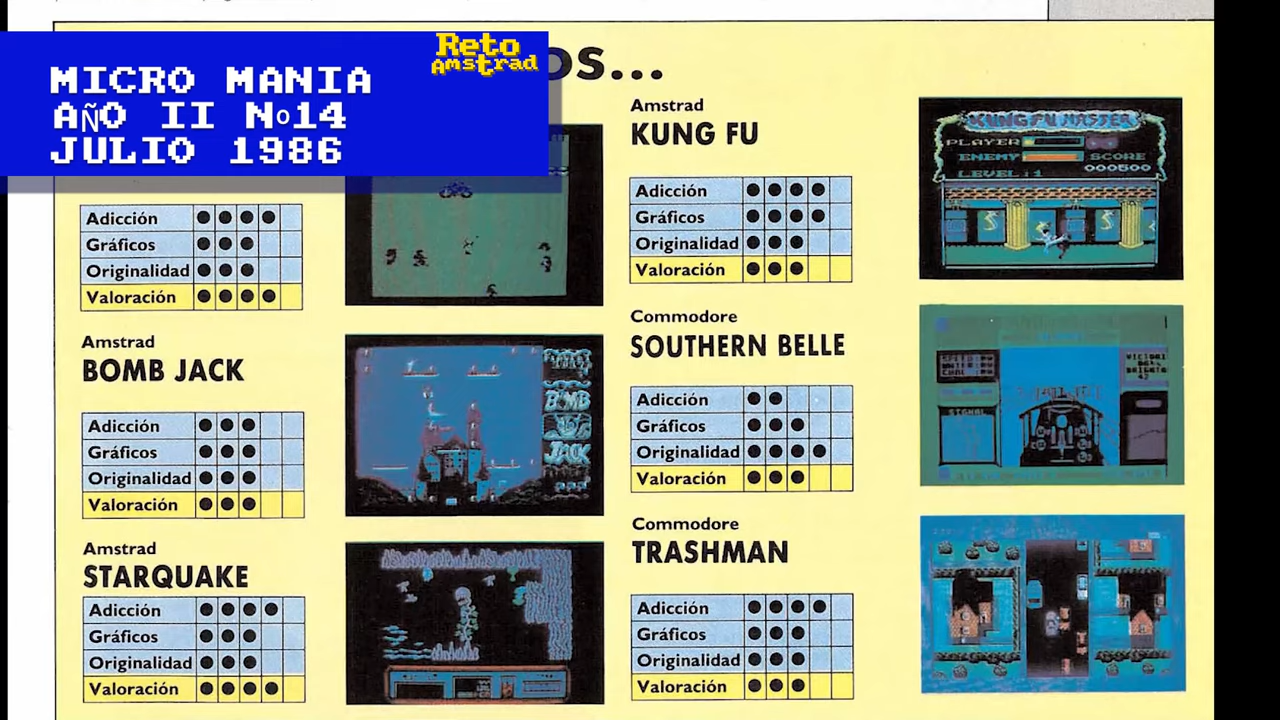 Reto
Amstrad
MICRO MANIA
AÑO II Nº14
JULIO 1986
OS...
Adicción
Gráficos
Originalidad
Valoración
Amstrad
BOMB JACK
Adicción
Gráficos
Originalidad
Valoración
BOMB
JACK
Amstrad
STARQUAKE
Adicción
Gráficos
Originalidad
Valoración
Amstrad
KUNG FU
Adicción
Gráficos
Originalidad
Valoración
KUNG FU MASTER
PLAYER
ENEMY SCORE
000500
LEVEL:1
Commodore
SOUTHERN BELLE
Adicción
Gráficos
Originalidad
Valoración
SIGNAL
Commodore
TRASHMAN
Adicción
Gráficos
Originalidad
Valoración